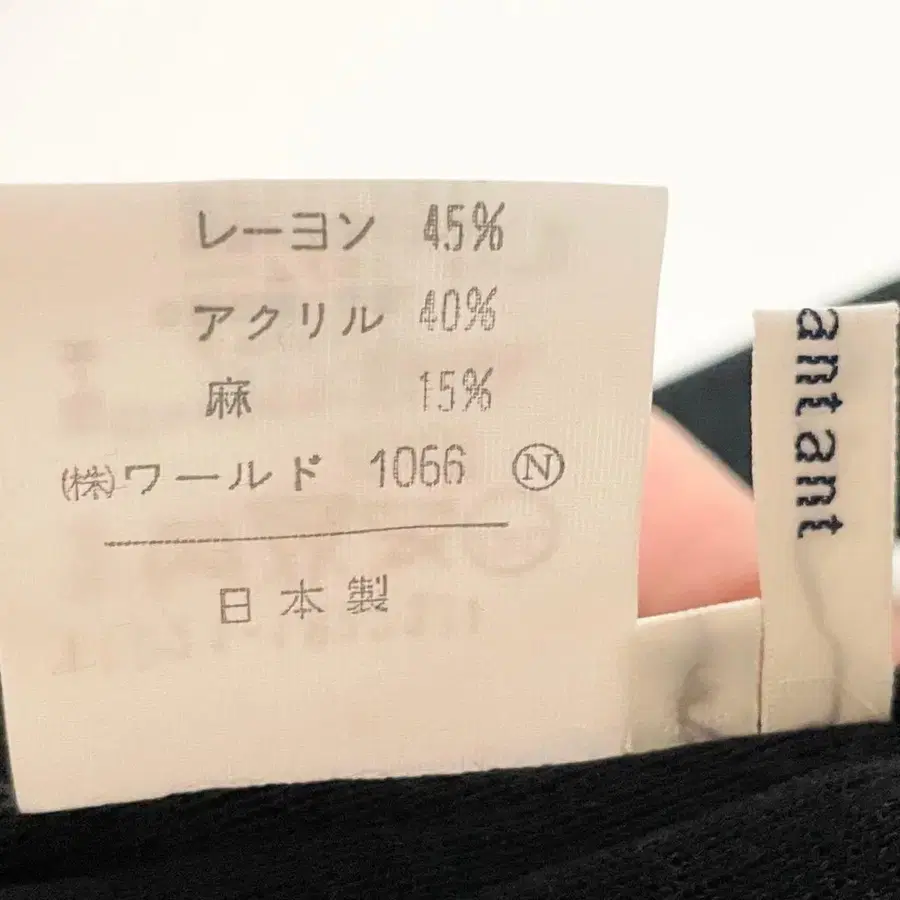 レーヨン 45%
アクリル 40%
麻 15%
(株)ワールド 1066 Ⓝ
日本製
antant